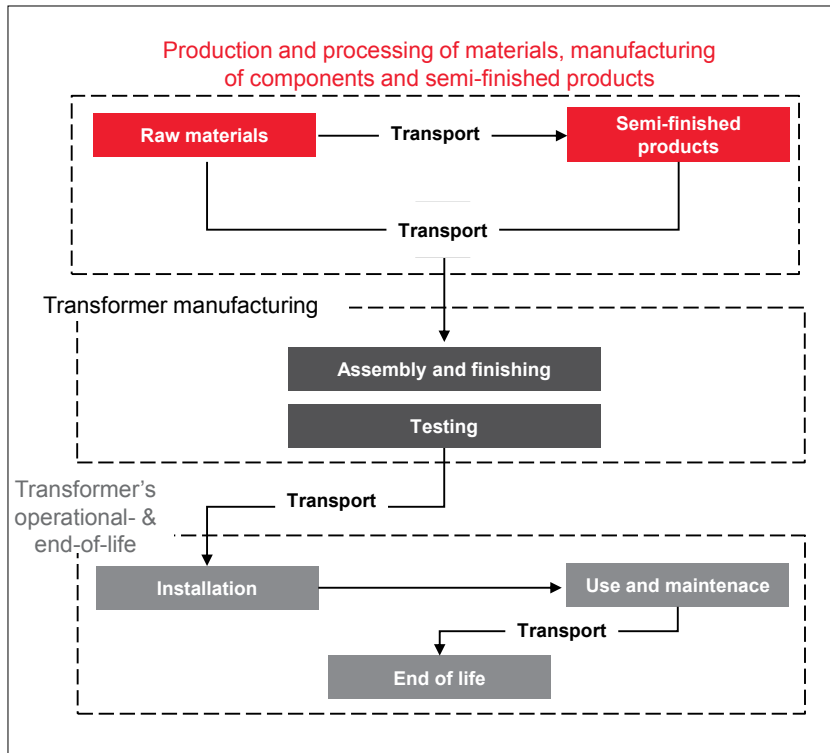 Production and processing of materials, manufacturing
of components and semi-finished products
Raw materials
Transport
Semi-finished
products
Transport
Transformer manufacturing
Assembly and finishing
Testing
Transformer's
operational- &
end-of-life
Transport
Installation
Use and maintenace
Transport
End of life